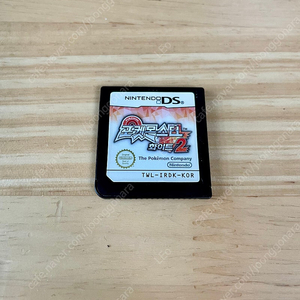 NINTENDO DS
포켓몬스터
화이트 2
The Pokémon Company
Nintendo
TWL-IRDK-KOR